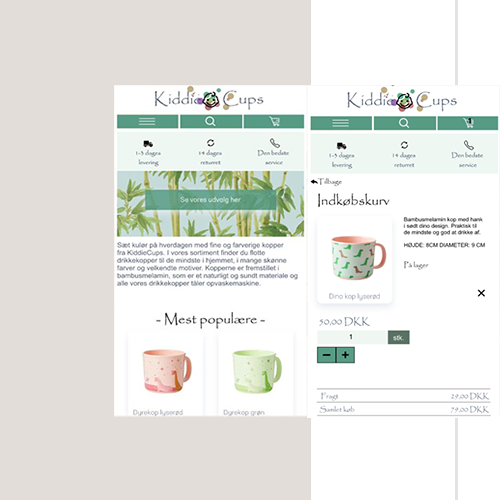 Kiddie Cups
1-3 dages
levering
14 dages
returret
Den bedste
service
Se vores udvalg her
Sæt kulør på hverdagen med fine og farverige kopper
fra KiddieCups. I vores sortiment finder du flotte
drikkekopper til de mindste i hjemmet, i mange skønne
farver og velkendte motiver. Kopperne er fremstillet i
bambusmelamin, som er et naturligt og sundt materiale og
alle vores drikkekopper tåler opvaskemaskine.
- Mest populære -
Dyrekop lyserød
Dyrekop grøn
Kiddie Cups
1
1-3 dages
levering
14 dages
returret
Den bedste
service
Tilbage
Indkøbskurv
Bambusmelamin kop med hank
i sødt dino design. Praktisk til
de mindste og god at drikke af.
HØJDE: 8CM DIAMETER: 9 CM
På lager
Dino kop lyserød
50,00 DKK
1
stk.
Fragt 29,00 DKK
Samlet køb 79,00 DKK